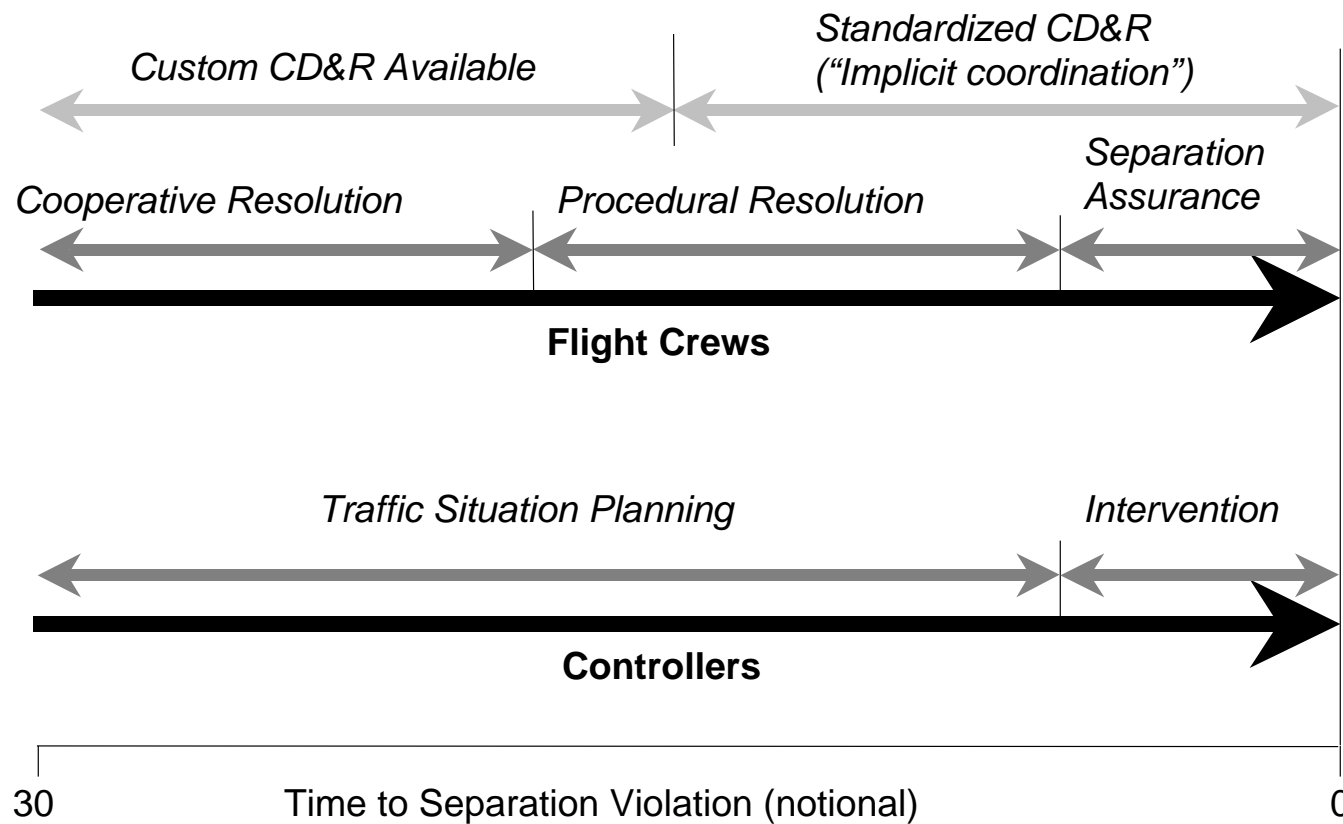 Custom CD&R Available
Standardized CD&R
(“Implicit coordination”)
Cooperative Resolution
Procedural Resolution
Separation
Assurance
Flight Crews
Traffic Situation Planning
Intervention
Controllers
30
Time to Separation Violation (notional)
0